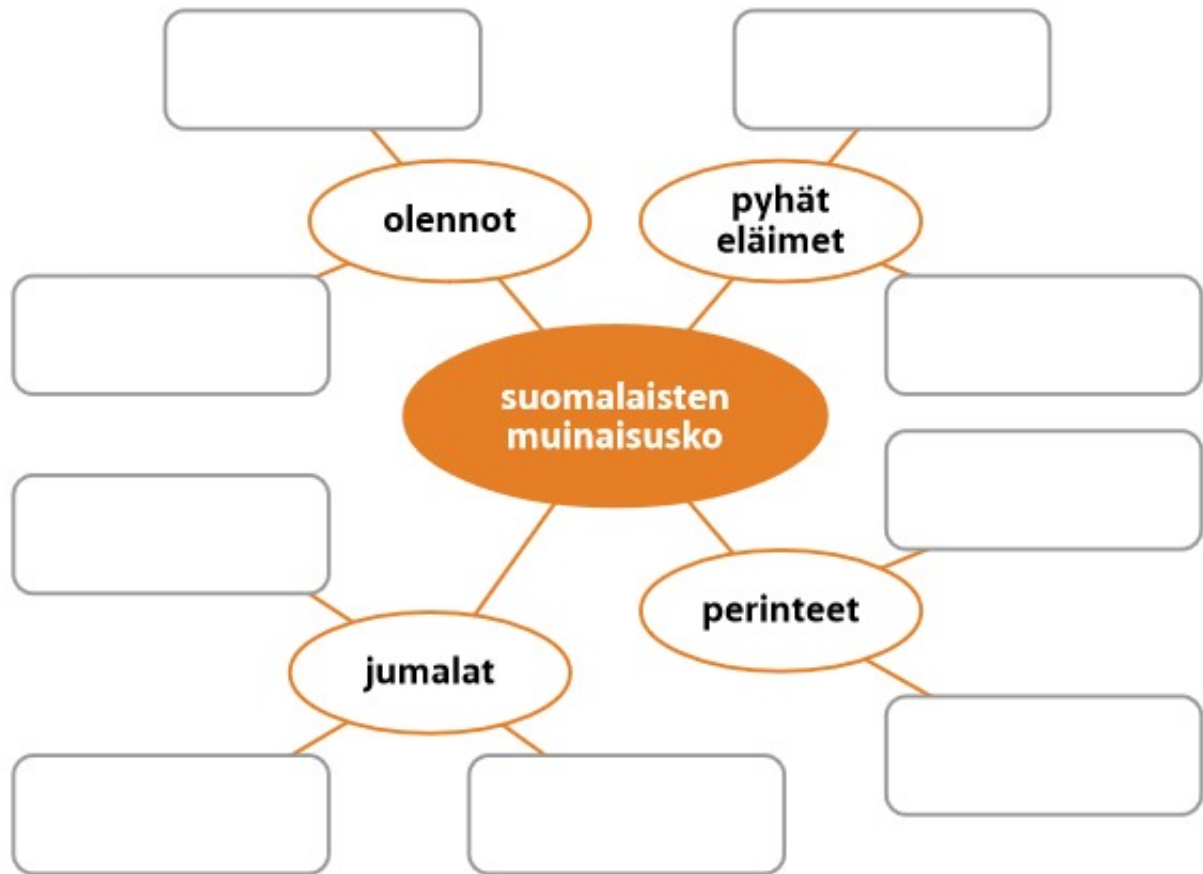 olennot
pyhät
eläimet
suomalaisten
muinaisusko
perinteet
jumalat